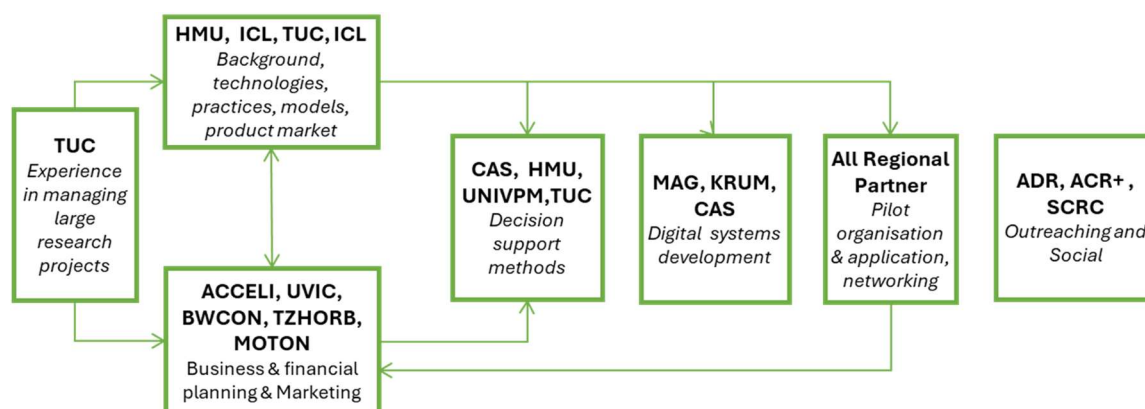 HMU, ICL, TUC, ICL
Background,
technologies,
practices, models,
product market
TUC
Experience
in managing
large
research
projects
ACCELI, UVIC,
BWCON, TZHORB,
MOTON
Business & financial
planning & Marketing
CAS, HMU,
UNIVPM,TUC
Decision
support
methods
MAG, KRUM,
CAS
Digital systems
development
All Regional
Partner
Pilot
organisation
& application,
networking
ADR, ACR+ ,
SCRC
Outreaching and
Social